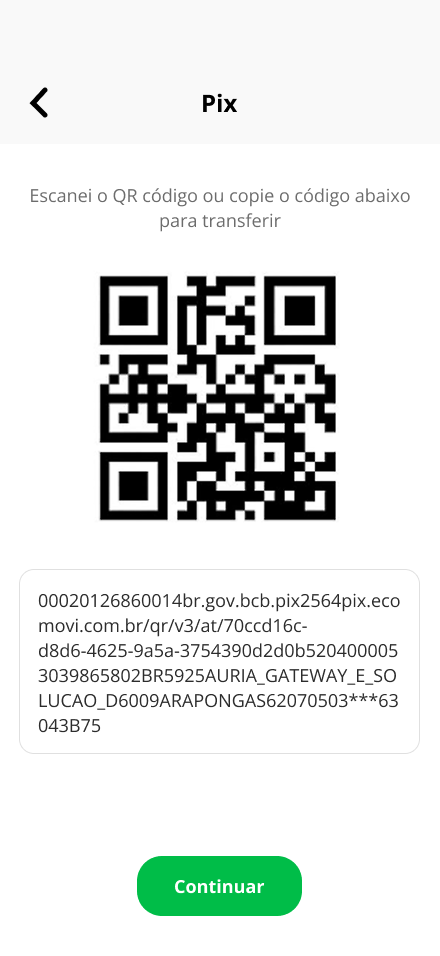 Pix
Escanei o QR código ou copie o código abaixo
para transferir
00020126860014br.gov.bcb.pix2564pix.eco
movi.com.br/qr/v3/at/70ccd16c-
d8d6-4625-9a5a-3754390d2d0b520400005
3039865802BR5925AURIA_GATEWAY_E_SO
LUCAO_D6009ARAPONGAS62070503***63
043B75
Continuar